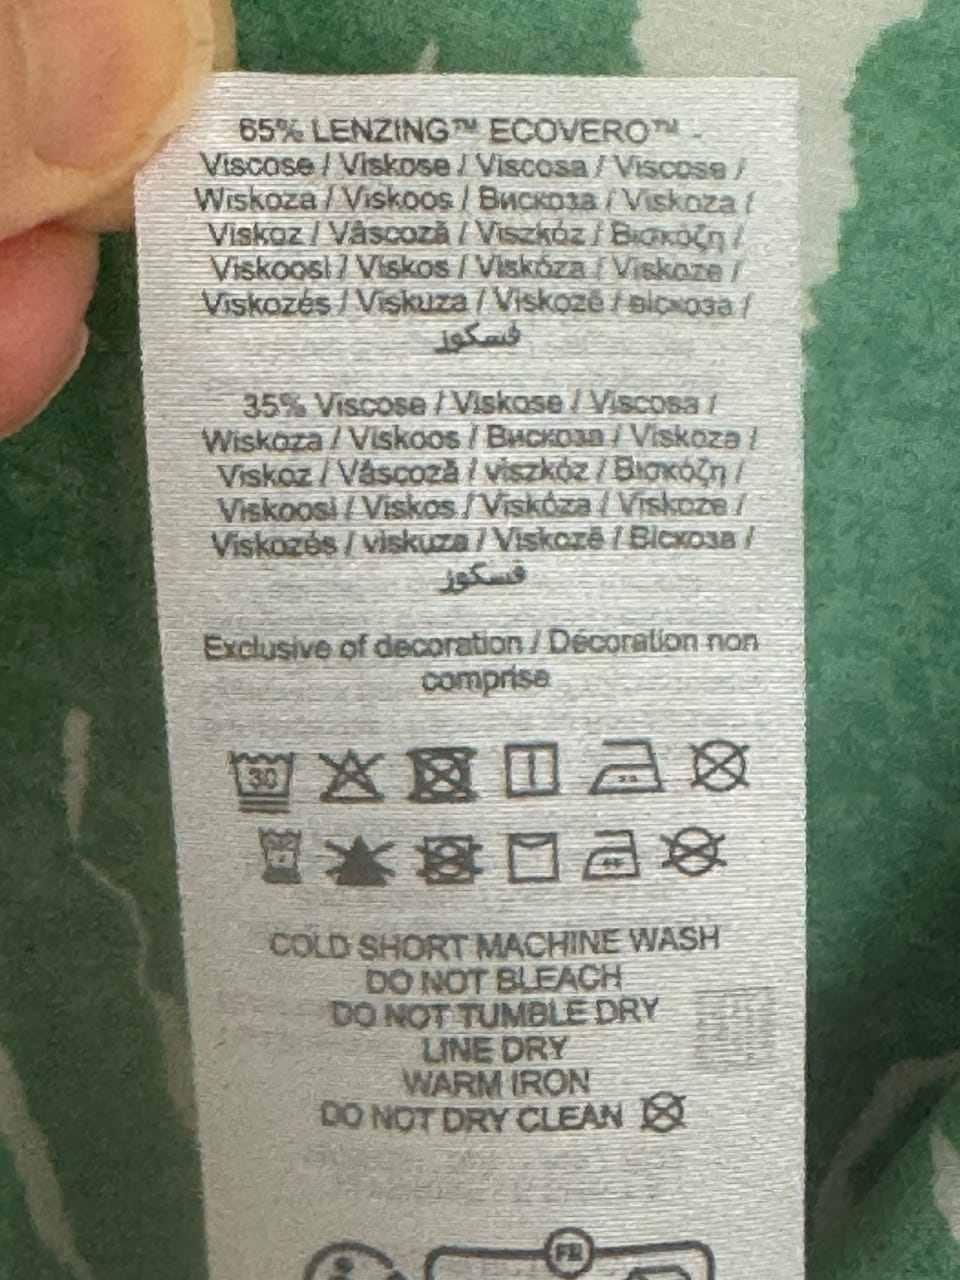 65% LENZING™ ECOVERO™ -
Viscose / Viskose / Viscosa / Viscose /
Wiskoza / Viskoos / Вискоза / Viskoza /
Viskoz / Vâscoză / Viszkóz / Βισκόζη /
Viskoosi / Viskos / Viskóza / Viskoze /
Viskozės / Viskuza / Viskozë / віскоза /
فسكوز
35% Viscose / Viskose / Viscosa /
Wiskoza / Viskoos / Вискоза / Viskoza /
Viskoz / Vâscoză / viszkóz / Βισκόζη /
Viskoosi / Viskos / Viskóza / Viskoze /
Viskozės / viskuza / Viskozë / Віскоза /
فسكوز
Exclusive of decoration / Décoration non
comprise
30
COLD SHORT MACHINE WASH
DO NOT BLEACH
DO NOT TUMBLE DRY
LINE DRY
WARM IRON
DO NOT DRY CLEAN
FR